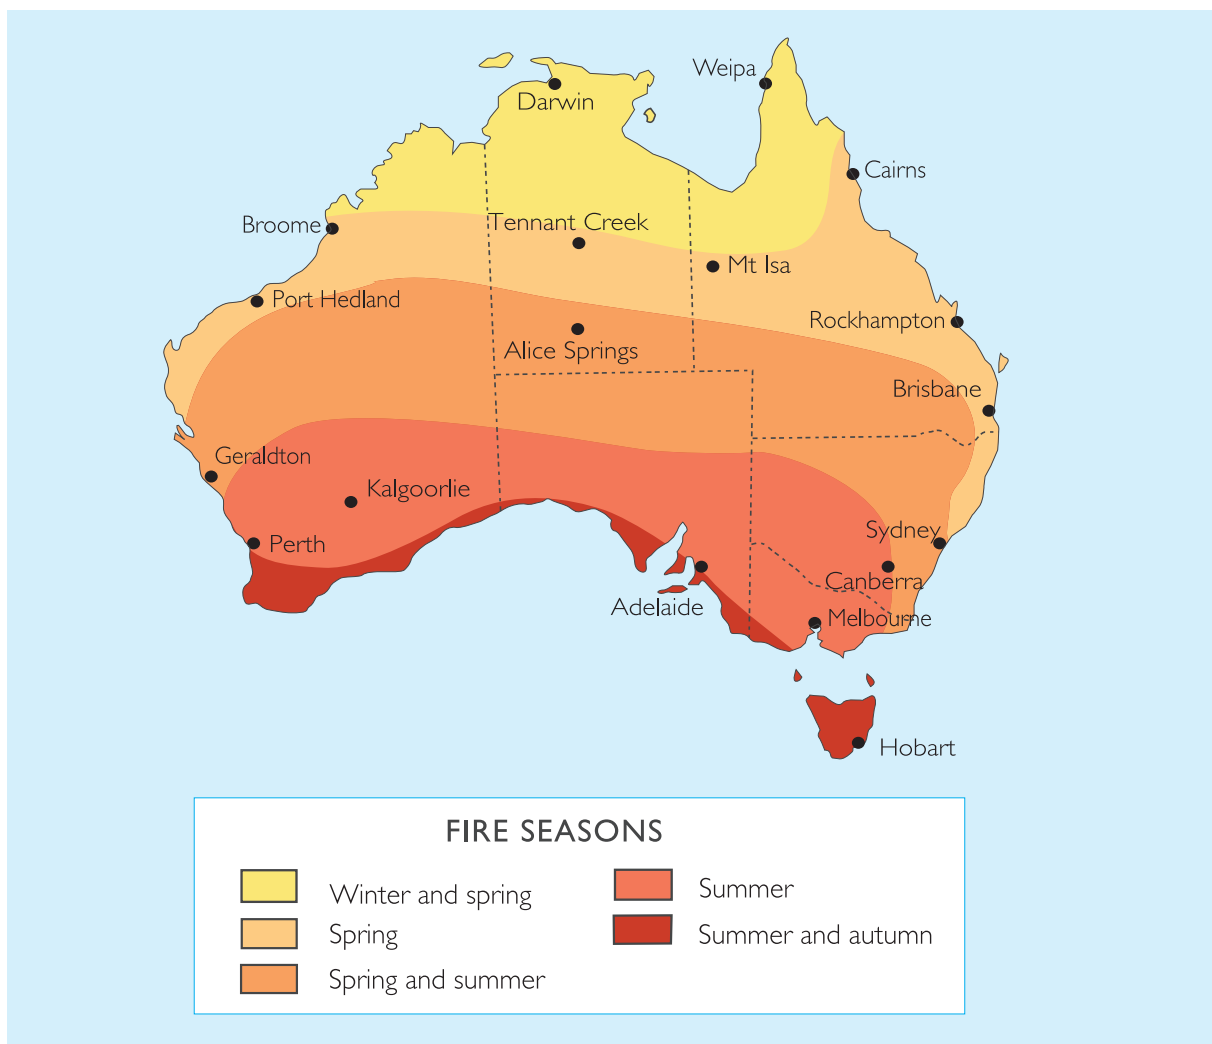 Weipa
Darwin
Cairns
Tennant Creek
Broome
Mt Isa
Port Hedland
Rockhampton
Alice Springs
Brisbane
Geraldton
Kalgoorlie
Sydney
Perth
Canberra
Adelaide
Melbourne
Hobart
FIRE SEASONS
Winter and spring
Summer
Spring
Summer and autumn
Spring and summer